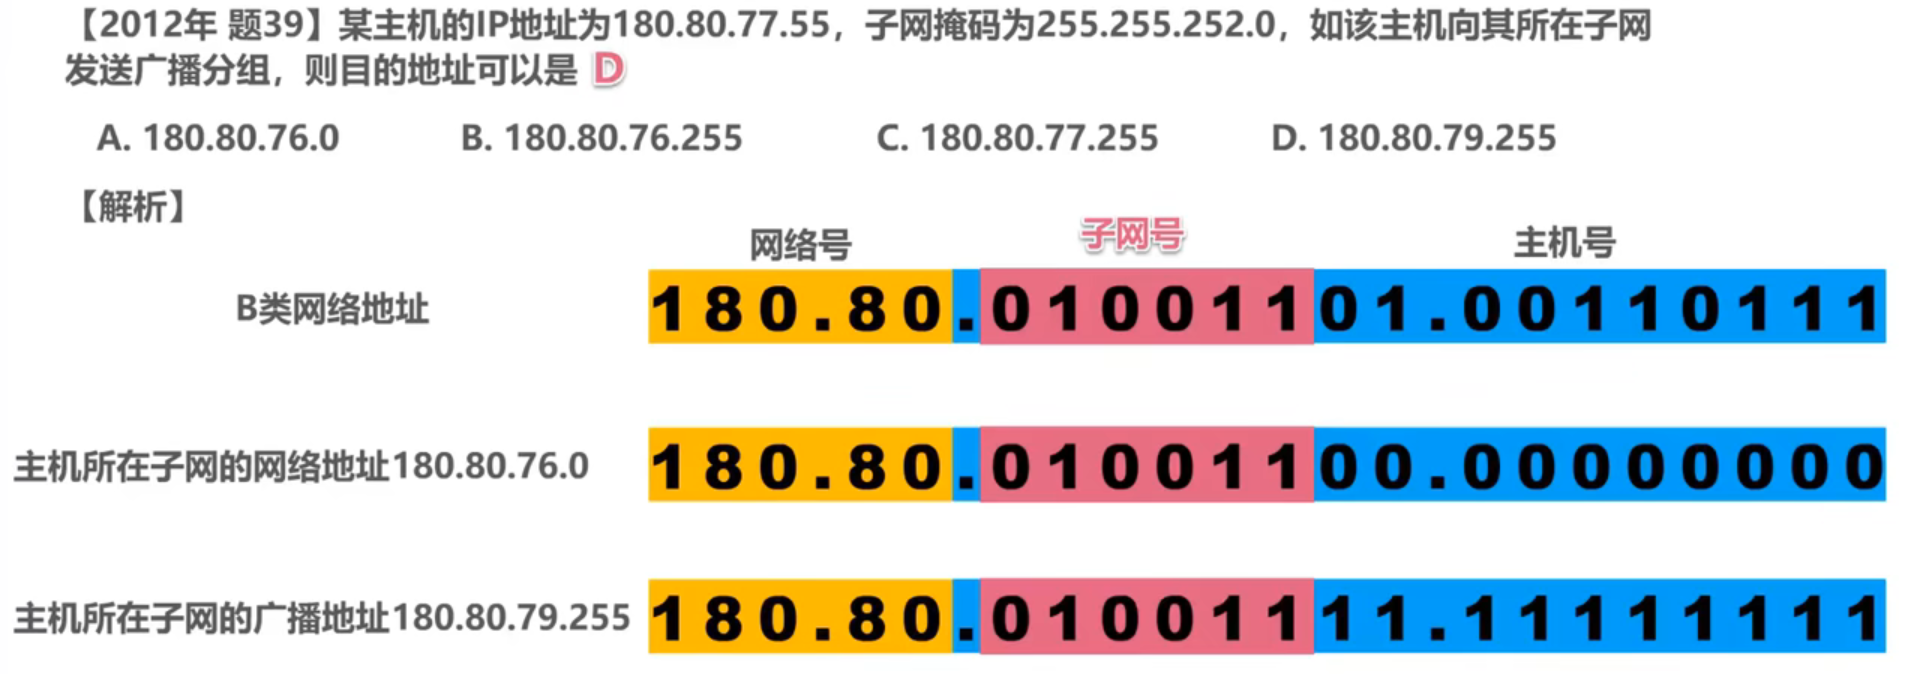 【2012年 题39】某主机的IP地址为180.80.77.55，子网掩码为255.255.252.0，如该主机向其所在子网
发送广播分组，则目的地址可以是 D
A. 180.80.76.0 B. 180.80.76.255 C. 180.80.77.255 D. 180.80.79.255
【解析】
网络号 子网号 主机号
B类网络地址 180.80.01001101.00110111
主机所在子网的网络地址180.80.76.0 180.80.01001100.00000000
主机所在子网的广播地址180.80.79.255 180.80.01001111.11111111